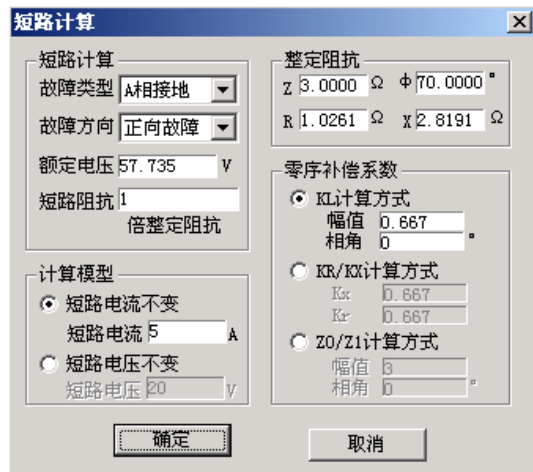 短路计算
短路计算
故障类型 A相接地
故障方向 正向故障
额定电压 57.735 V
短路阻抗 1
倍整定阻抗
计算模型
短路电流不变
短路电流 5 A
短路电压不变
短路电压 20 V
整定阻抗
Z 3.0000 Ω Φ 70.0000 °
R 1.0261 Ω X 2.8191 Ω
零序补偿系数
KL计算方式
幅值 0.667
相角 0 °
KR/KX计算方式
Kx 0.667
Kr 0.667
Z0/Z1计算方式
幅值 3
相角 0 °
确定
取消